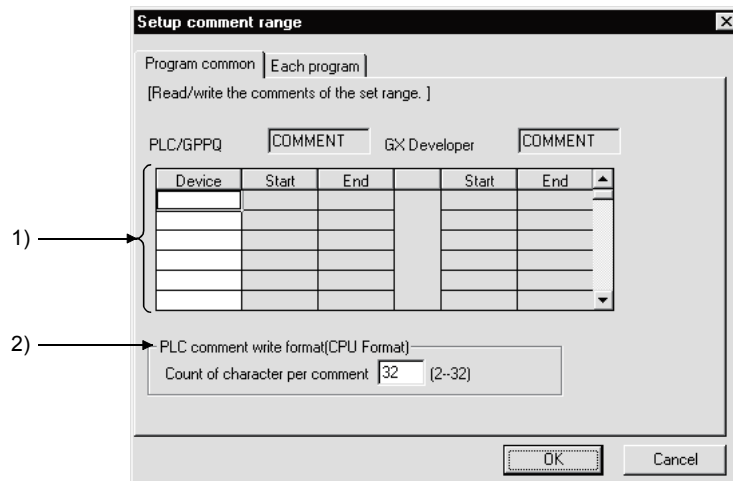 Setup comment range
Program common Each program
[Read/write the comments of the set range. ]
PLC/GPPQ COMMENT GX Developer COMMENT
Device Start End Start End
1)
2)
PLC comment write format(CPU Format)
Count of character per comment 32 (2--32)
OK Cancel